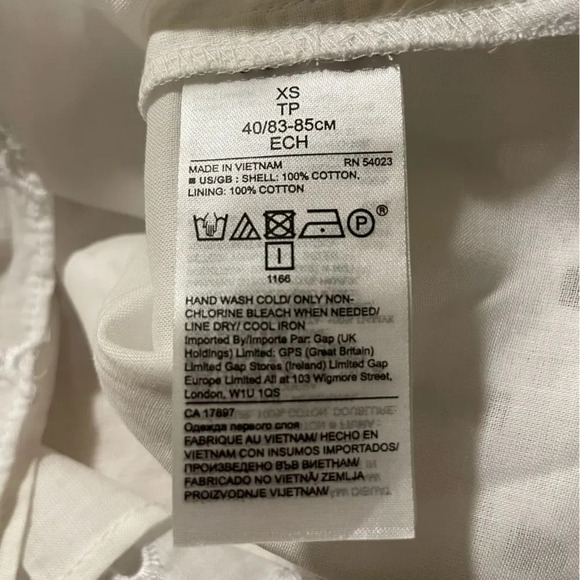 XS
TP
40/83-85CM
ECH
MADE IN VIETNAM RN 54023
■ US/GB : SHELL: 100% COTTON,
LINING: 100% COTTON
P ®
I
1166
HAND WASH COLD/ ONLY NON-
CHLORINE BLEACH WHEN NEEDED/
LINE DRY/ COOL IRON
Imported By/Importe Par: Gap (UK
Holdings) Limited: GPS (Great Britain)
Limited Gap Stores (Ireland) Limited Gap
Europe Limited All at 103 Wigmore Street,
London, W1U 1QS
CA 17897
Одежда первого слоя
FABRIQUE AU VIETNAM/ HECHO EN
VIETNAM CON INSUMOS IMPORTADOS/
ПРОИЗВЕДЕНО ВЪВ ВИЕТНАМ/
FABRICADO NO VIETNÃ/ ZEMLJA
PROIZVODNJE VIJETNAM/